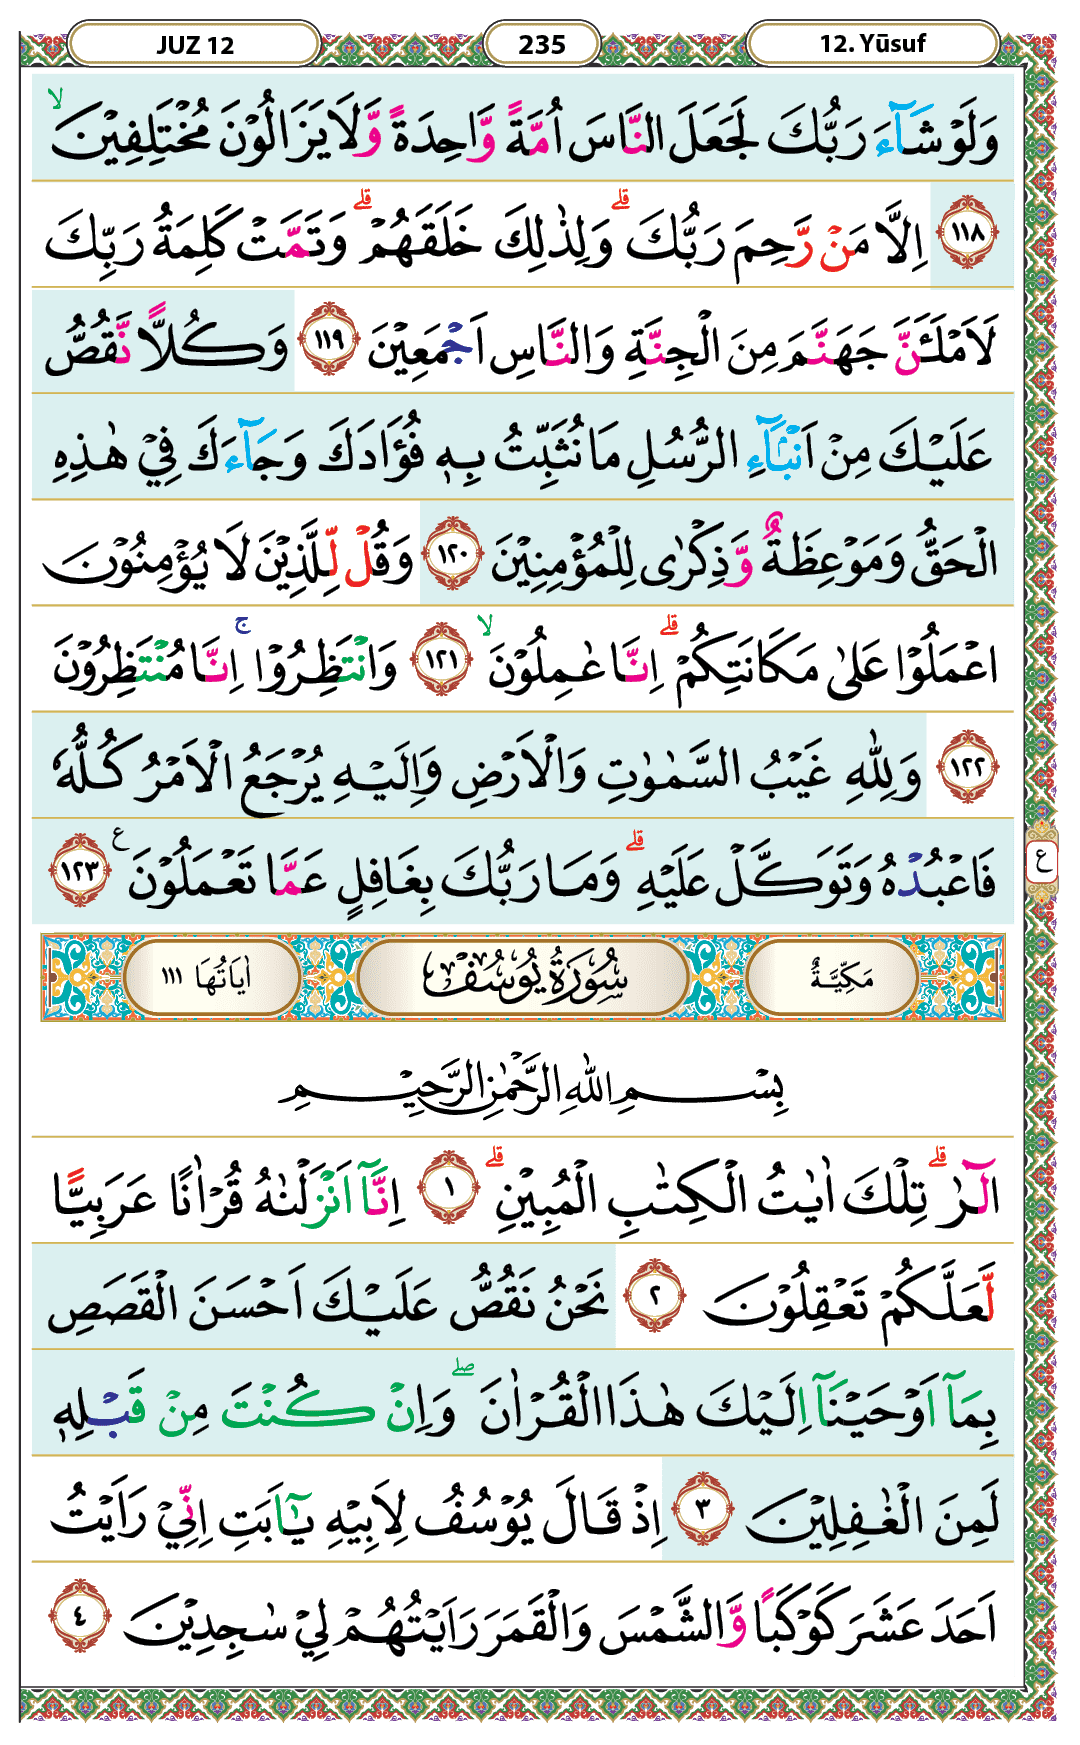 JUZ 12
235
12. Yūsuf
وَلَوْ شَآءَ رَبُّكَ لَجَعَلَ النَّاسَ اُمَّةً وَّاحِدَةً وَّلَا يَزَالُوْنَ مُخْتَلِفِيْنَ ۙ
﴿١١٨﴾ اِلَّا مَنْ رَّحِمَ رَبُّكَ ۗ وَلِذٰلِكَ خَلَقَهُمْ ۗ وَتَمَّتْ كَلِمَةُ رَبِّكَ
لَاَمْلَـَٔنَّ جَهَنَّمَ مِنَ الْجِنَّةِ وَالنَّاسِ اَجْمَعِيْنَ ﴿١١٩﴾ وَكُلًّا نَّقُصُّ
عَلَيْكَ مِنْ اَنْۢبَاۤءِ الرُّسُلِ مَا نُثَبِّتُ بِهٖ فُؤَادَكَ وَجَاۤءَكَ فِيْ هٰذِهِ
الْحَقُّ وَمَوْعِظَةٌ وَّذِكْرٰى لِلْمُؤْمِنِيْنَ ﴿١٢٠﴾ وَقُلْ لِّلَّذِيْنَ لَا يُؤْمِنُوْنَ
اعْمَلُوْا عَلٰى مَكَانَتِكُمْ ۗ اِنَّا عٰمِلُوْنَ ۙ ﴿١٢١﴾ وَانْتَظِرُوْا ۚ اِنَّا مُنْتَظِرُوْنَ
﴿١٢٢﴾ وَلِلّٰهِ غَيْبُ السَّمٰوٰتِ وَالْاَرْضِ وَاِلَيْهِ يُرْجَعُ الْاَمْرُ كُلُّهٗ
فَاعْبُدْهُ وَتَوَكَّلْ عَلَيْهِ ۗ وَمَا رَبُّكَ بِغَافِلٍ عَمَّا تَعْمَلُوْنَ ع ﴿١٢٣﴾
ع
مَكِّيَّةٌ
سُوْرَةُ يُوْسُفَ
اٰيَاتُهَا ١١١
بِسْمِ اللّٰهِ الرَّحْمٰنِ الرَّحِيْمِ
الۤرٰ ۗ تِلْكَ اٰيٰتُ الْكِتٰبِ الْمُبِيْنِ ۗ ﴿١﴾ اِنَّآ اَنْزَلْنٰهُ قُرْاٰنًا عَرَبِيًّا
لَّعَلَّكُمْ تَعْقِلُوْنَ ﴿٢﴾ نَحْنُ نَقُصُّ عَلَيْكَ اَحْسَنَ الْقَصَصِ
بِمَآ اَوْحَيْنَآ اِلَيْكَ هٰذَا الْقُرْاٰنَ ۖ وَاِنْ كُنْتَ مِنْ قَبْلِهٖ
لَمِنَ الْغٰفِلِيْنَ ﴿٣﴾ اِذْ قَالَ يُوْسُفُ لِاَبِيْهِ يٰٓاَبَتِ اِنِّيْ رَاَيْتُ
اَحَدَ عَشَرَ كَوْكَبًا وَّالشَّمْسَ وَالْقَمَرَ رَاَيْتُهُمْ لِيْ سٰجِدِيْنَ ﴿٤﴾